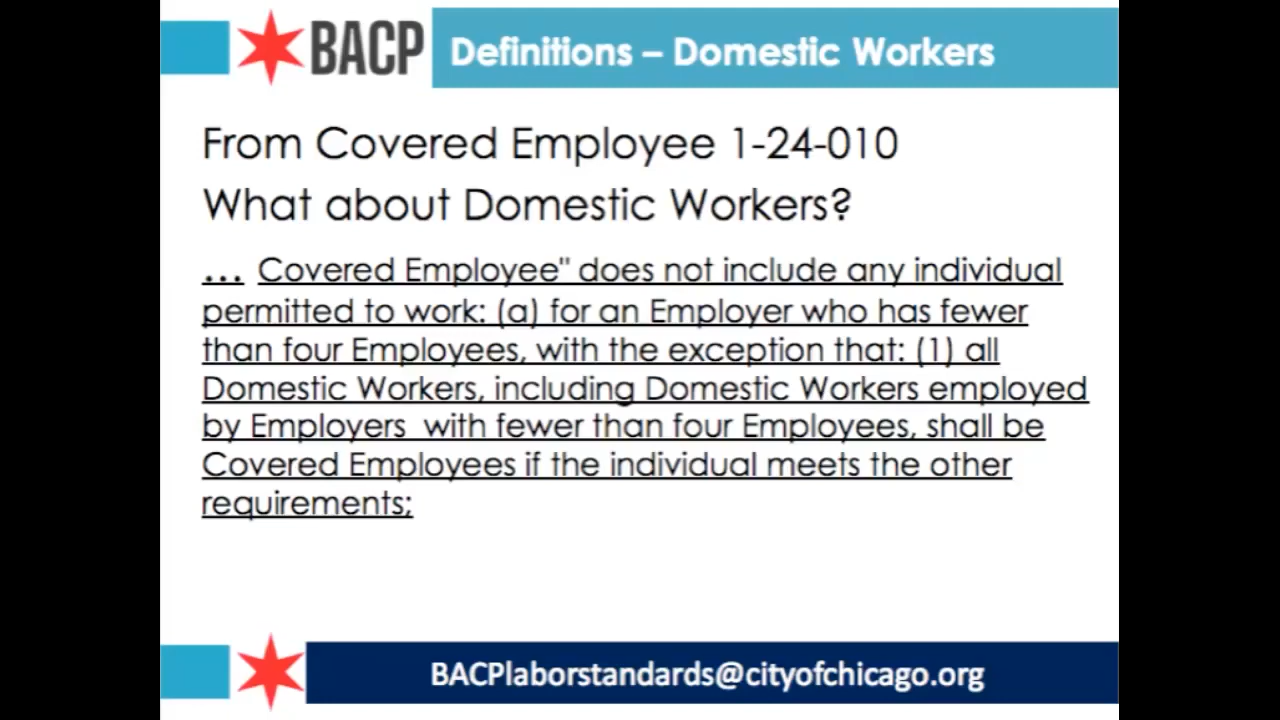 BACP
Definitions – Domestic Workers
From Covered Employee 1-24-010
What about Domestic Workers?
... Covered Employee" does not include any individual
permitted to work: (a) for an Employer who has fewer
than four Employees, with the exception that: (1) all
Domestic Workers, including Domestic Workers employed
by Employers with fewer than four Employees, shall be
Covered Employees if the individual meets the other
requirements;
BACPlaborstandards@cityofchicago.org